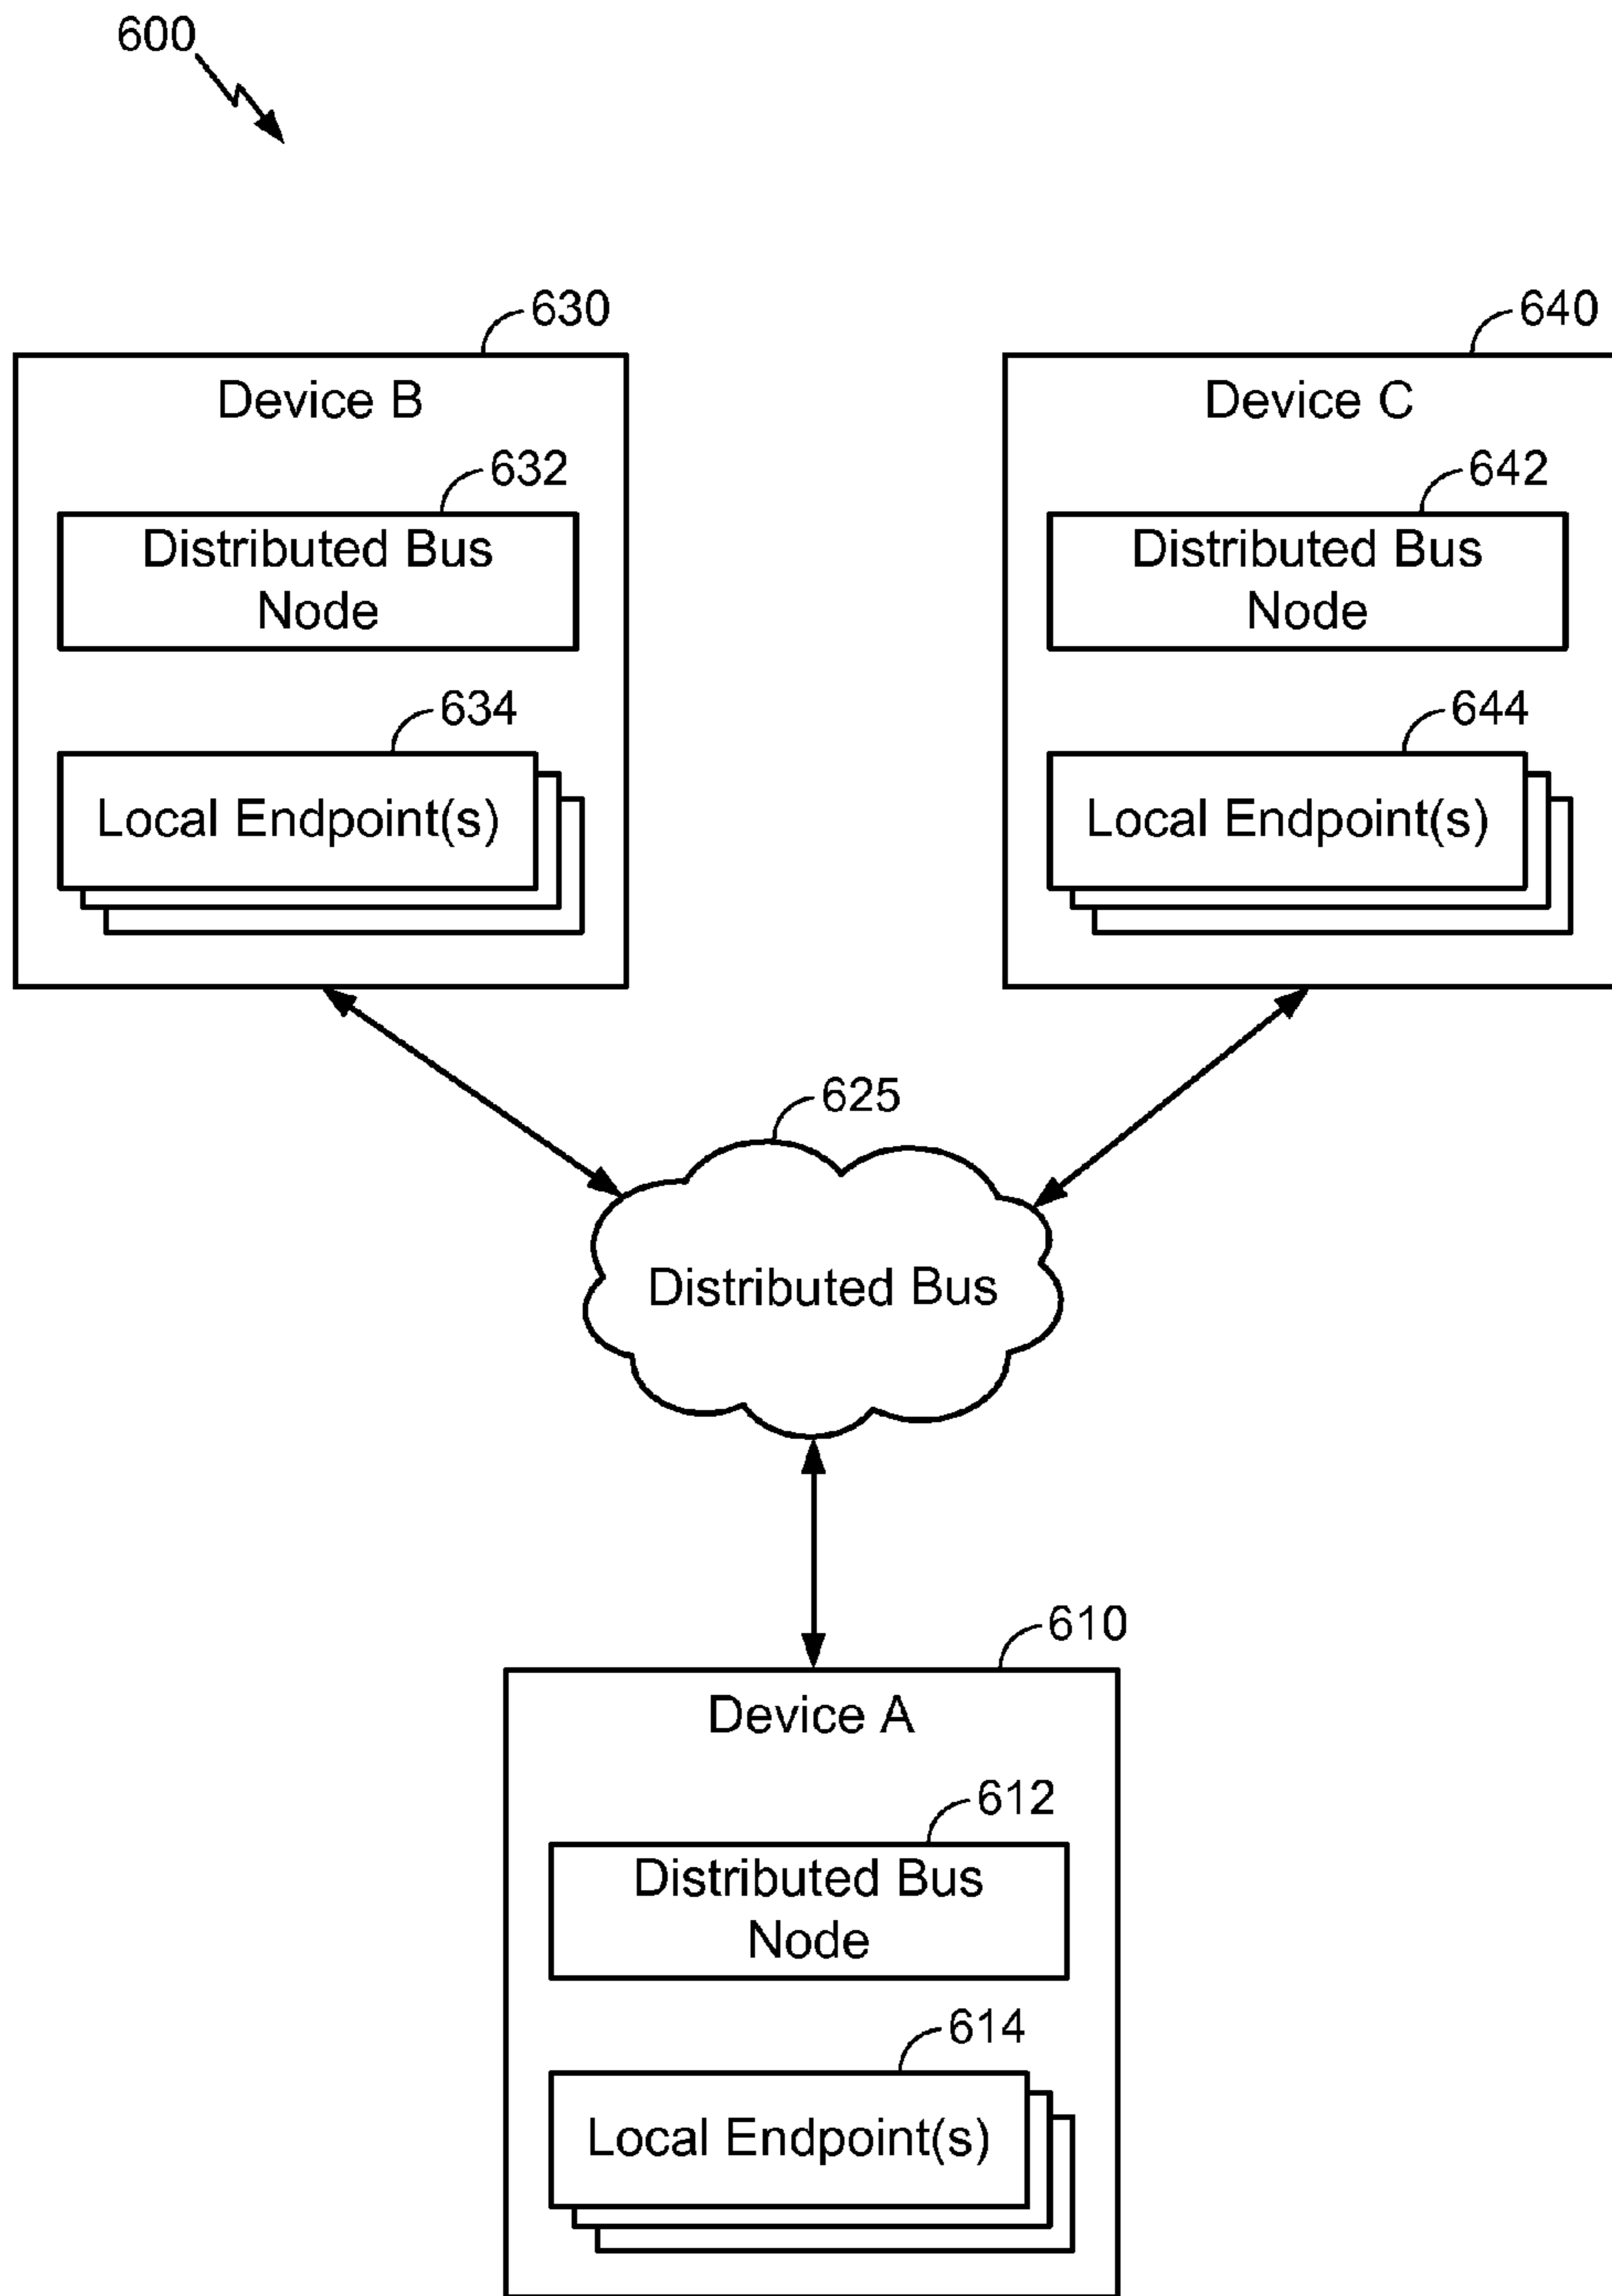 600
630
Device B
632
Distributed Bus
Node
634
Local Endpoint(s)
640
Device C
642
Distributed Bus
Node
644
Local Endpoint(s)
625
Distributed Bus
610
Device A
612
Distributed Bus
Node
614
Local Endpoint(s)